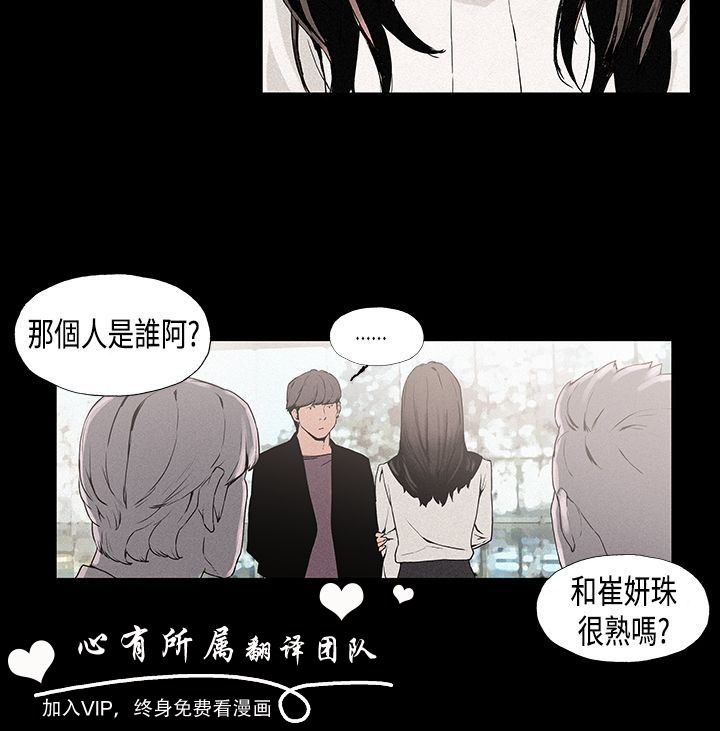 那個人是誰阿?
......
和崔妍珠
很熟嗎?
心有所属翻译团队
加入VIP，终身免费看漫画